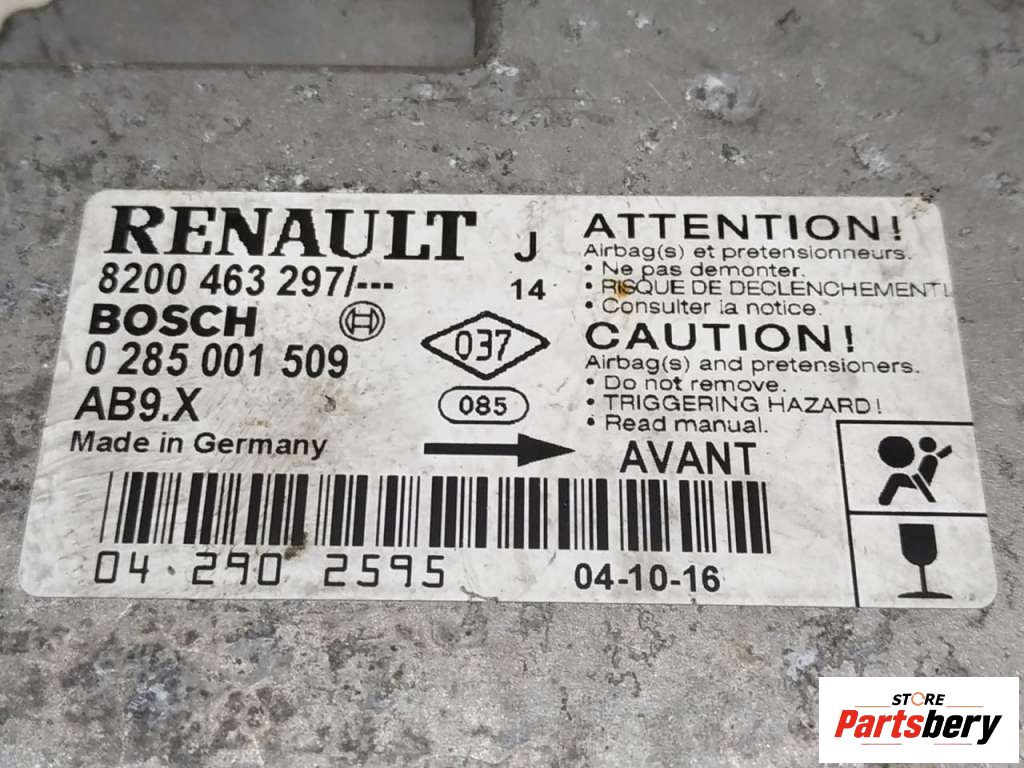 RENAULT
J
8200 463 297/---
14
BOSCH
0 285 001 509
037
AB9.X
085
Made in Germany
ATTENTION!
Airbag(s) et pretensionneurs.
• Ne pas demonter.
• RISQUE DE DECLENCHEMENT!
• Consulter la notice.
CAUTION!
Airbag(s) and pretensioners.
• Do not remove.
• TRIGGERING HAZARD!
• Read manual.
AVANT
04·290 2595
04-10-16
STORE
Partsbery